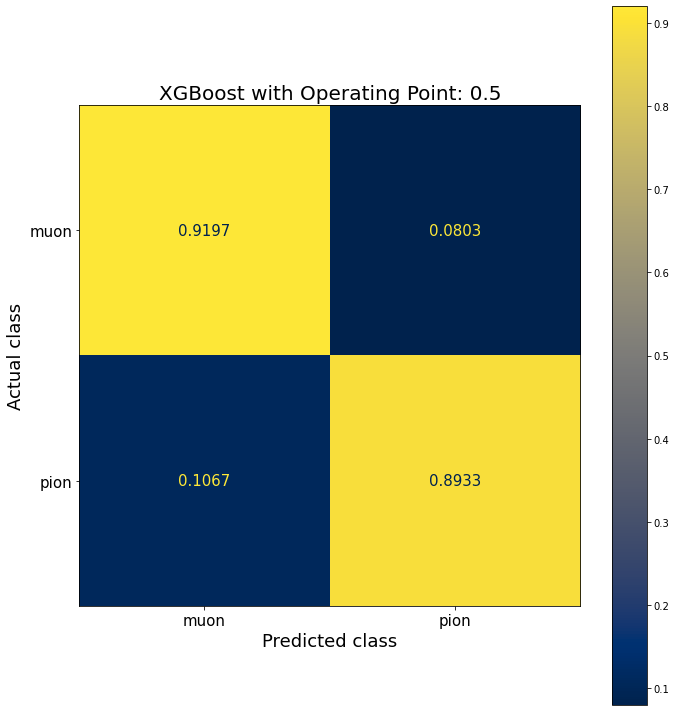 XGBoost with Operating Point: 0.5
Actual class
muon
0.9197
0.0803
pion
0.1067
0.8933
muon
pion
Predicted class
0.9
0.8
0.7
0.6
0.5
0.4
0.3
0.2
0.1